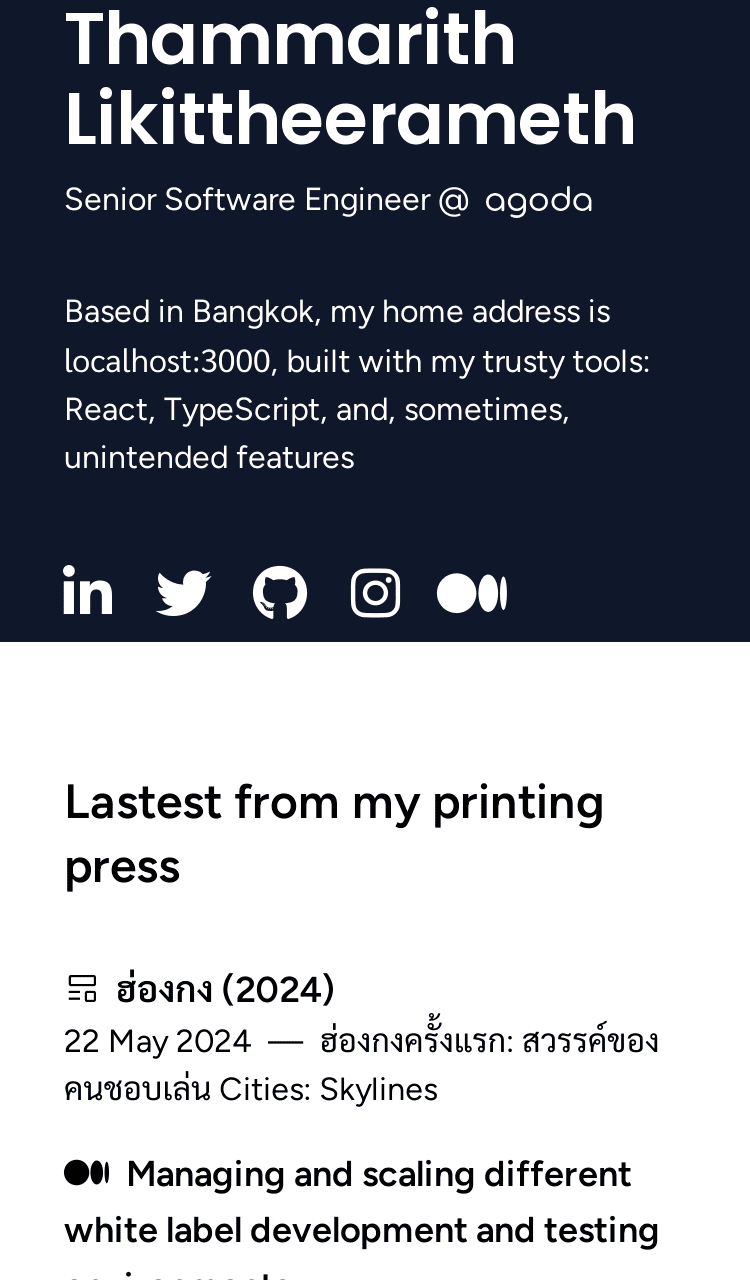 Thammarith
Likittheerameth
Senior Software Engineer @ agoda
Based in Bangkok, my home address is
localhost:3000, built with my trusty tools:
React, TypeScript, and, sometimes,
unintended features
in
Lastest from my printing
press
ฮ่องกง (2024)
22 May 2024 — ฮ่องกงครั้งแรก: สวรรค์ของ
คนชอบเล่น Cities: Skylines
Managing and scaling different
white label development and testing